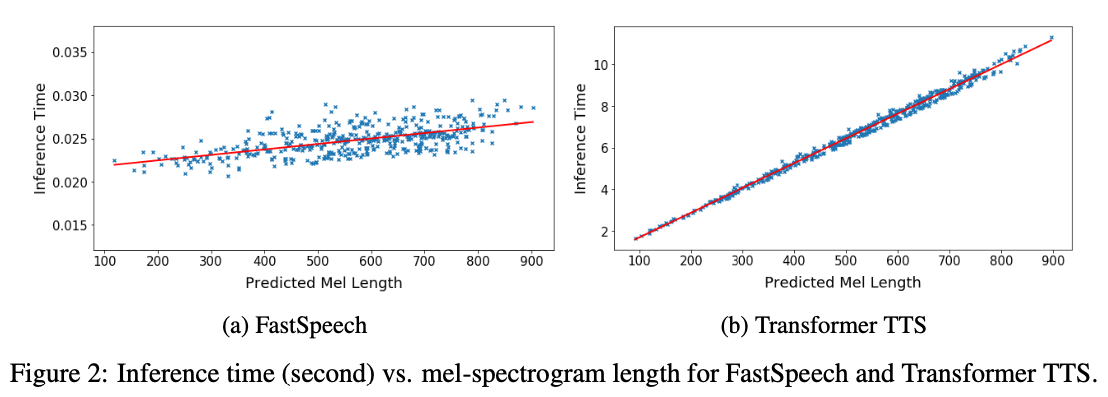 0.035
0.030
0.025
0.020
0.015
Inference Time
100 200 300 400 500 600 700 800 900
Predicted Mel Length
(a) FastSpeech
10
8
6
4
2
Inference Time
100 200 300 400 500 600 700 800 900
Predicted Mel Length
(b) Transformer TTS
Figure 2: Inference time (second) vs. mel-spectrogram length for FastSpeech and Transformer TTS.